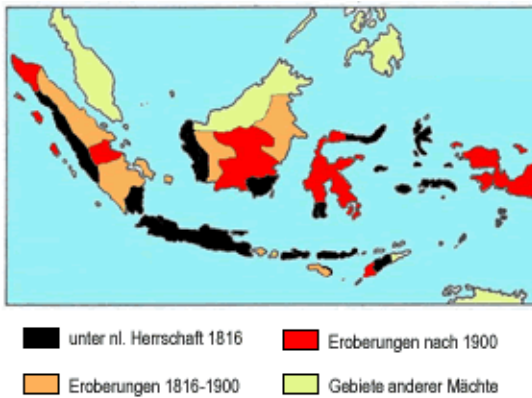 unter nl. Herrschaft 1816
Eroberungen nach 1900
Eroberungen 1816-1900
Gebiete anderer Mächte